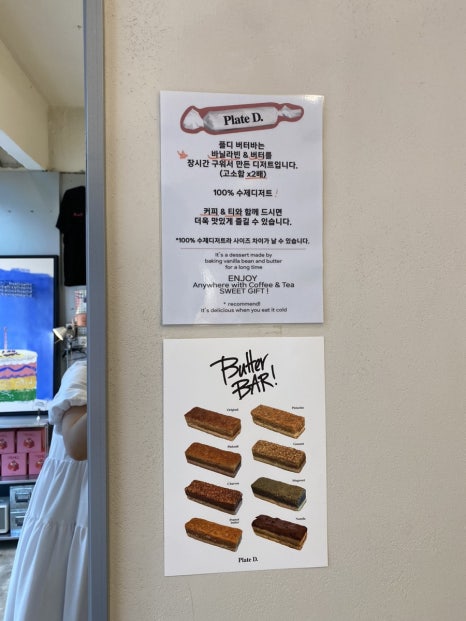 Plate D.
플디 버터바는
바닐라빈 & 버터를
장시간 구워서 만든 디저트입니다.
(고소함 x2배)
100% 수제디저트!
커피 & 티와 함께 드시면
더욱 맛있게 즐길 수 있습니다.
*100% 수제디저트라 사이즈 차이가 날 수 있습니다.
It's a dessert made by
baking vanilla bean and butter
for a long time
ENJOY
Anywhere with Coffee & Tea
SWEET GIFT !
* recommend!
It's delicious when you eat it cold
Butter
BAR!
Original
Pistachio
Coconut
Mugwort
Peanut
butter
Nutella
Plate D.